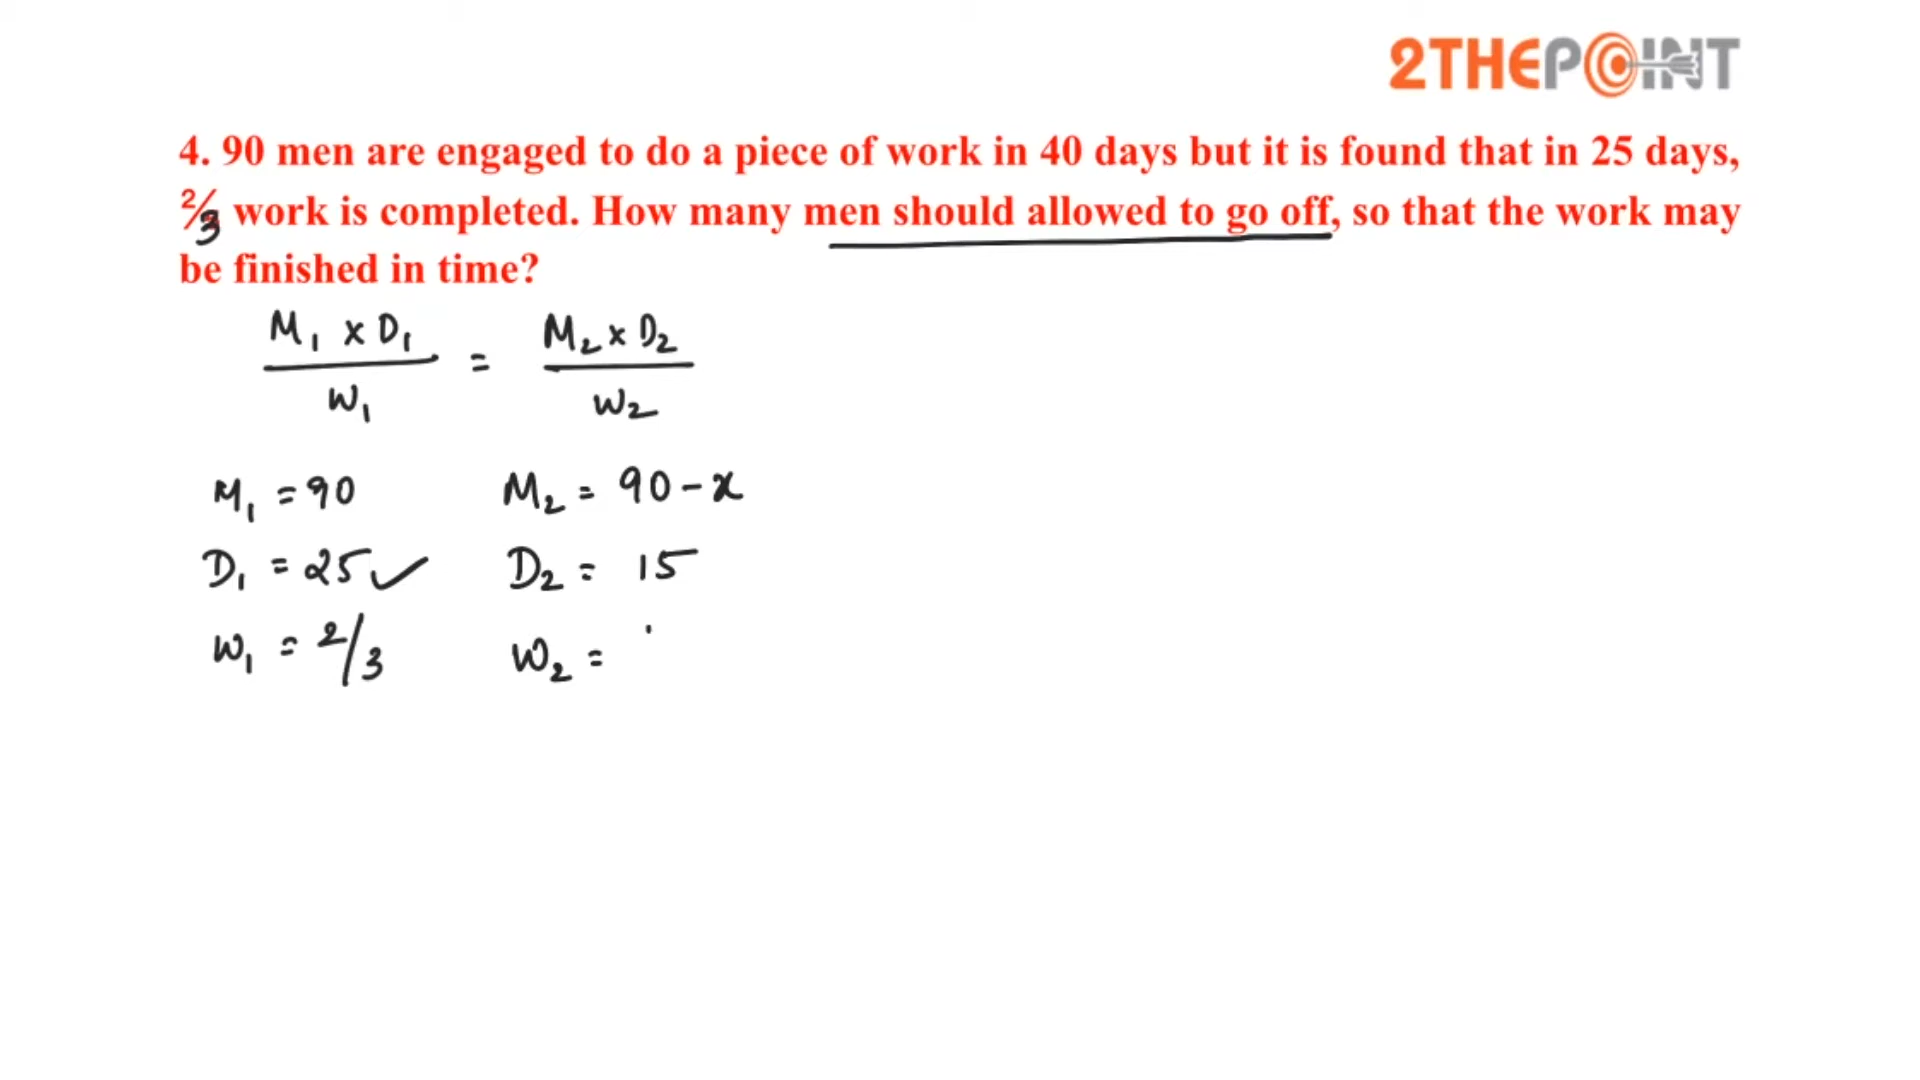 2THEPOINT
4. 90 men are engaged to do a piece of work in 40 days but it is found that in 25 days,
2/3 work is completed. How many men should allowed to go off, so that the work may
be finished in time?
M₁ x D₁ / W₁ = M₂ x D₂ / W₂
M₁ = 90 M₂ = 90 - x
D₁ = 25 ✓ D₂ = 15
W₁ = 2/3 W₂ =